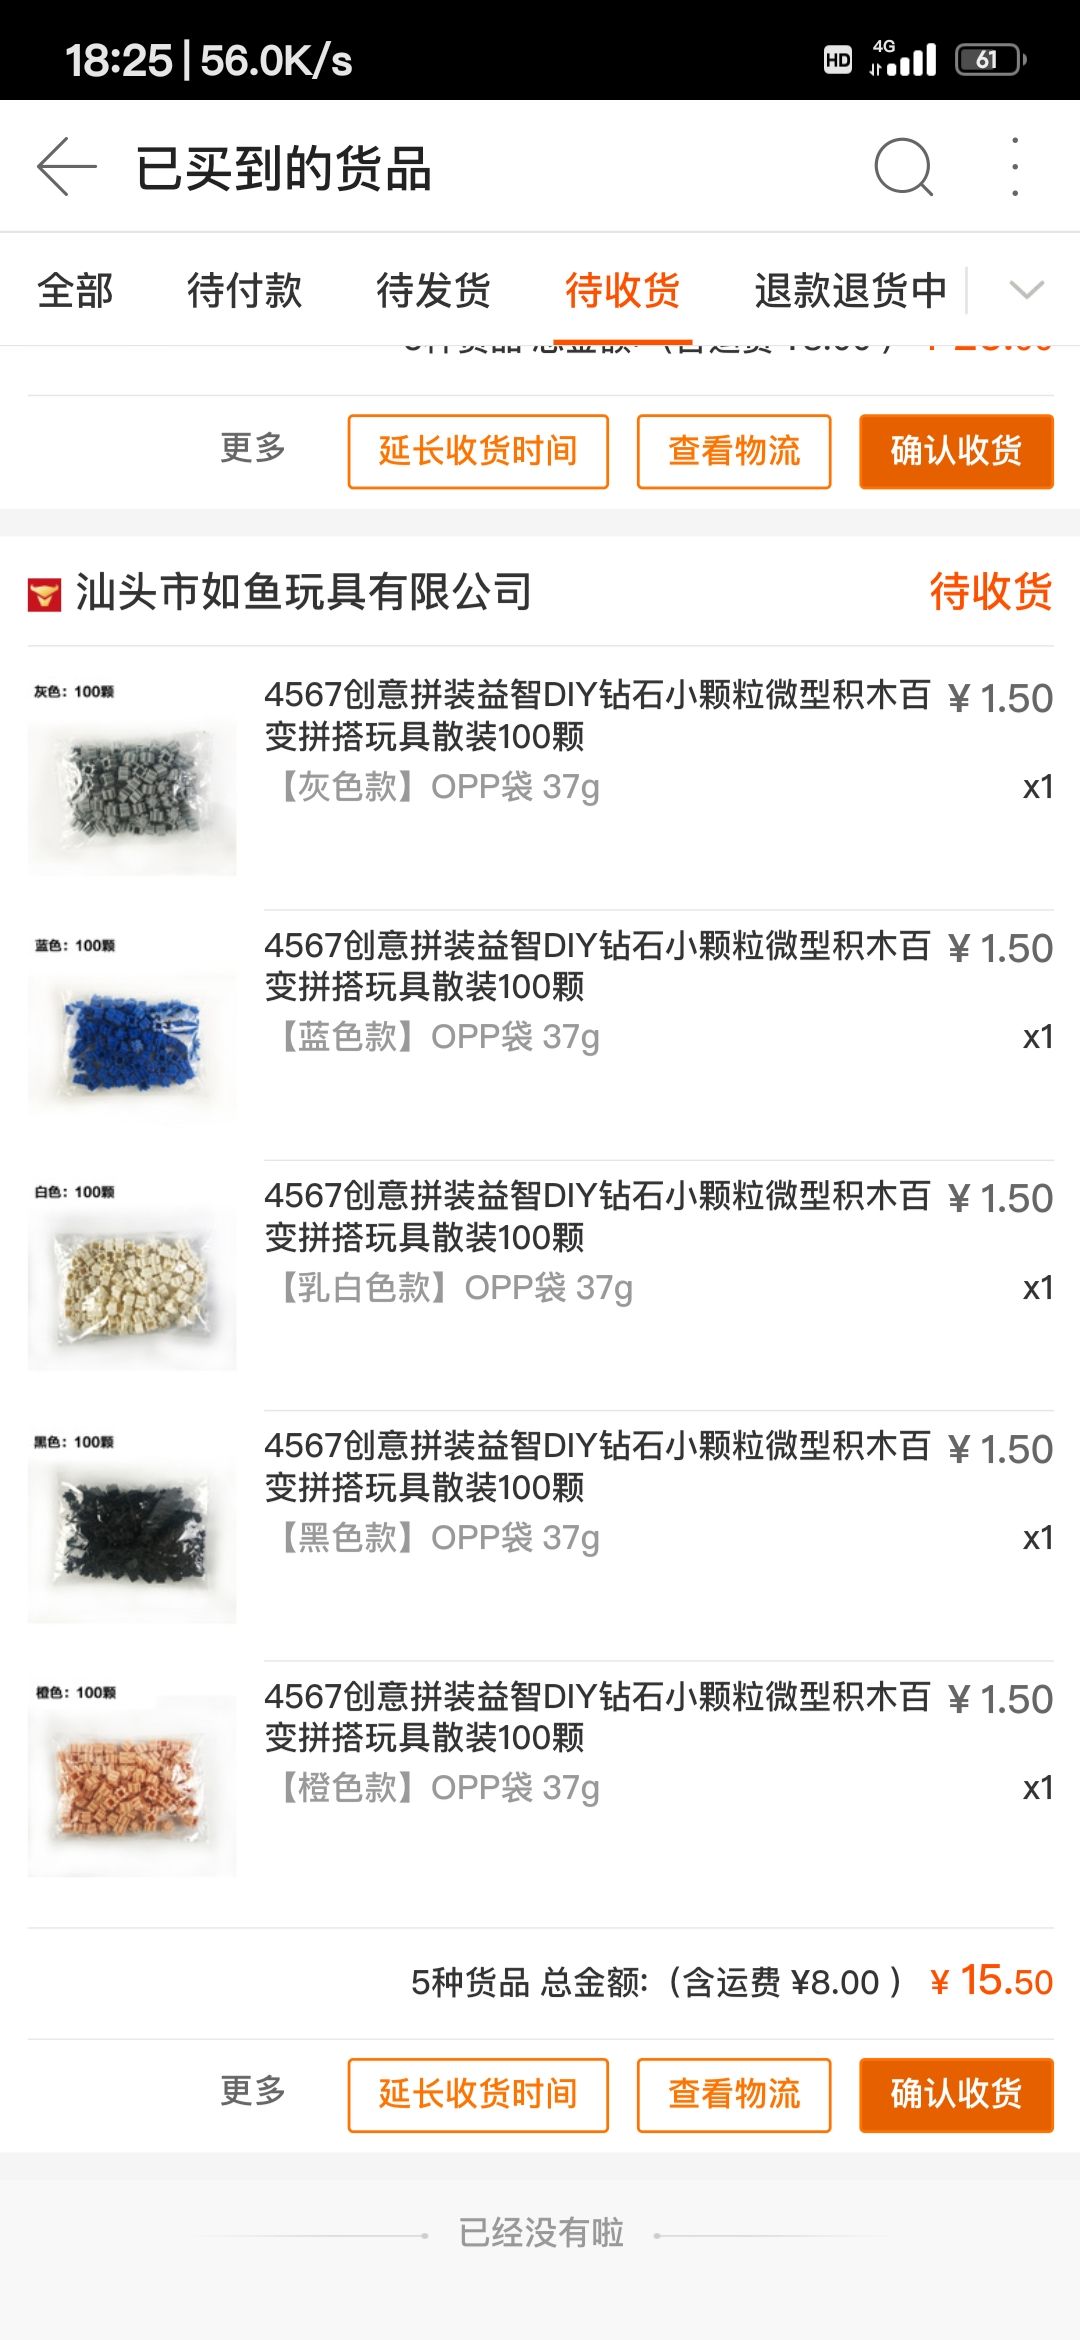 18:25 | 56.0K/s
HD 4G 61
已买到的货品
全部 待付款 待发货 待收货 退款退货中
更多 延长收货时间 查看物流 确认收货
汕头市如鱼玩具有限公司 待收货
灰色：100颗
4567创意拼装益智DIY钻石小颗粒微型积木百 ¥ 1.50
变拼搭玩具散装100颗
【灰色款】OPP袋 37g x1
蓝色：100颗
4567创意拼装益智DIY钻石小颗粒微型积木百 ¥ 1.50
变拼搭玩具散装100颗
【蓝色款】OPP袋 37g x1
白色：100颗
4567创意拼装益智DIY钻石小颗粒微型积木百 ¥ 1.50
变拼搭玩具散装100颗
【乳白色款】OPP袋 37g x1
黑色：100颗
4567创意拼装益智DIY钻石小颗粒微型积木百 ¥ 1.50
变拼搭玩具散装100颗
【黑色款】OPP袋 37g x1
橙色：100颗
4567创意拼装益智DIY钻石小颗粒微型积木百 ¥ 1.50
变拼搭玩具散装100颗
【橙色款】OPP袋 37g x1
5种货品 总金额:（含运费 ¥8.00 ） ¥ 15.50
更多 延长收货时间 查看物流 确认收货
已经没有啦